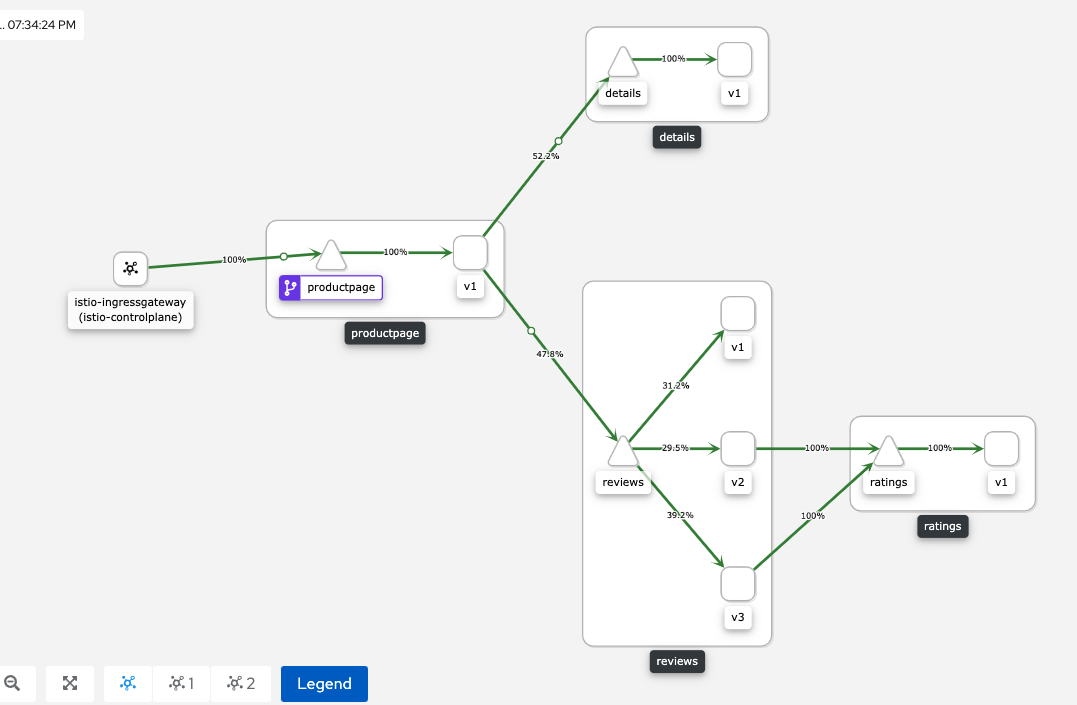 .. 07:34:24 PM
100%
details
v1
details
52.2%
100%
100%
istio-ingressgateway
(istio-controlplane)
productpage
v1
productpage
47.8%
v1
31.2%
29.5%
reviews
v2
39.2%
v3
reviews
100%
100%
100%
ratings
v1
ratings
1
2
Legend